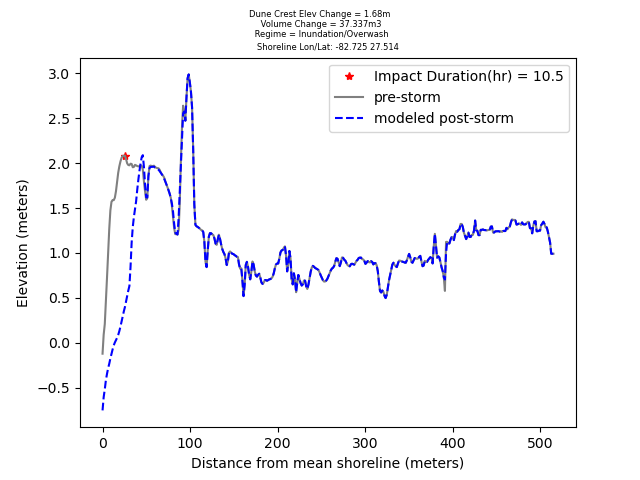 Dune Crest Elev Change = 1.68m
Volume Change = 37.337m3
Regime = Inundation/Overwash
Shoreline Lon/Lat: -82.725 27.514
Impact Duration(hr) = 10.5
pre-storm
modeled post-storm
3.0
2.5
2.0
1.5
1.0
0.5
0.0
−0.5
Elevation (meters)
0 100 200 300 400 500
Distance from mean shoreline (meters)